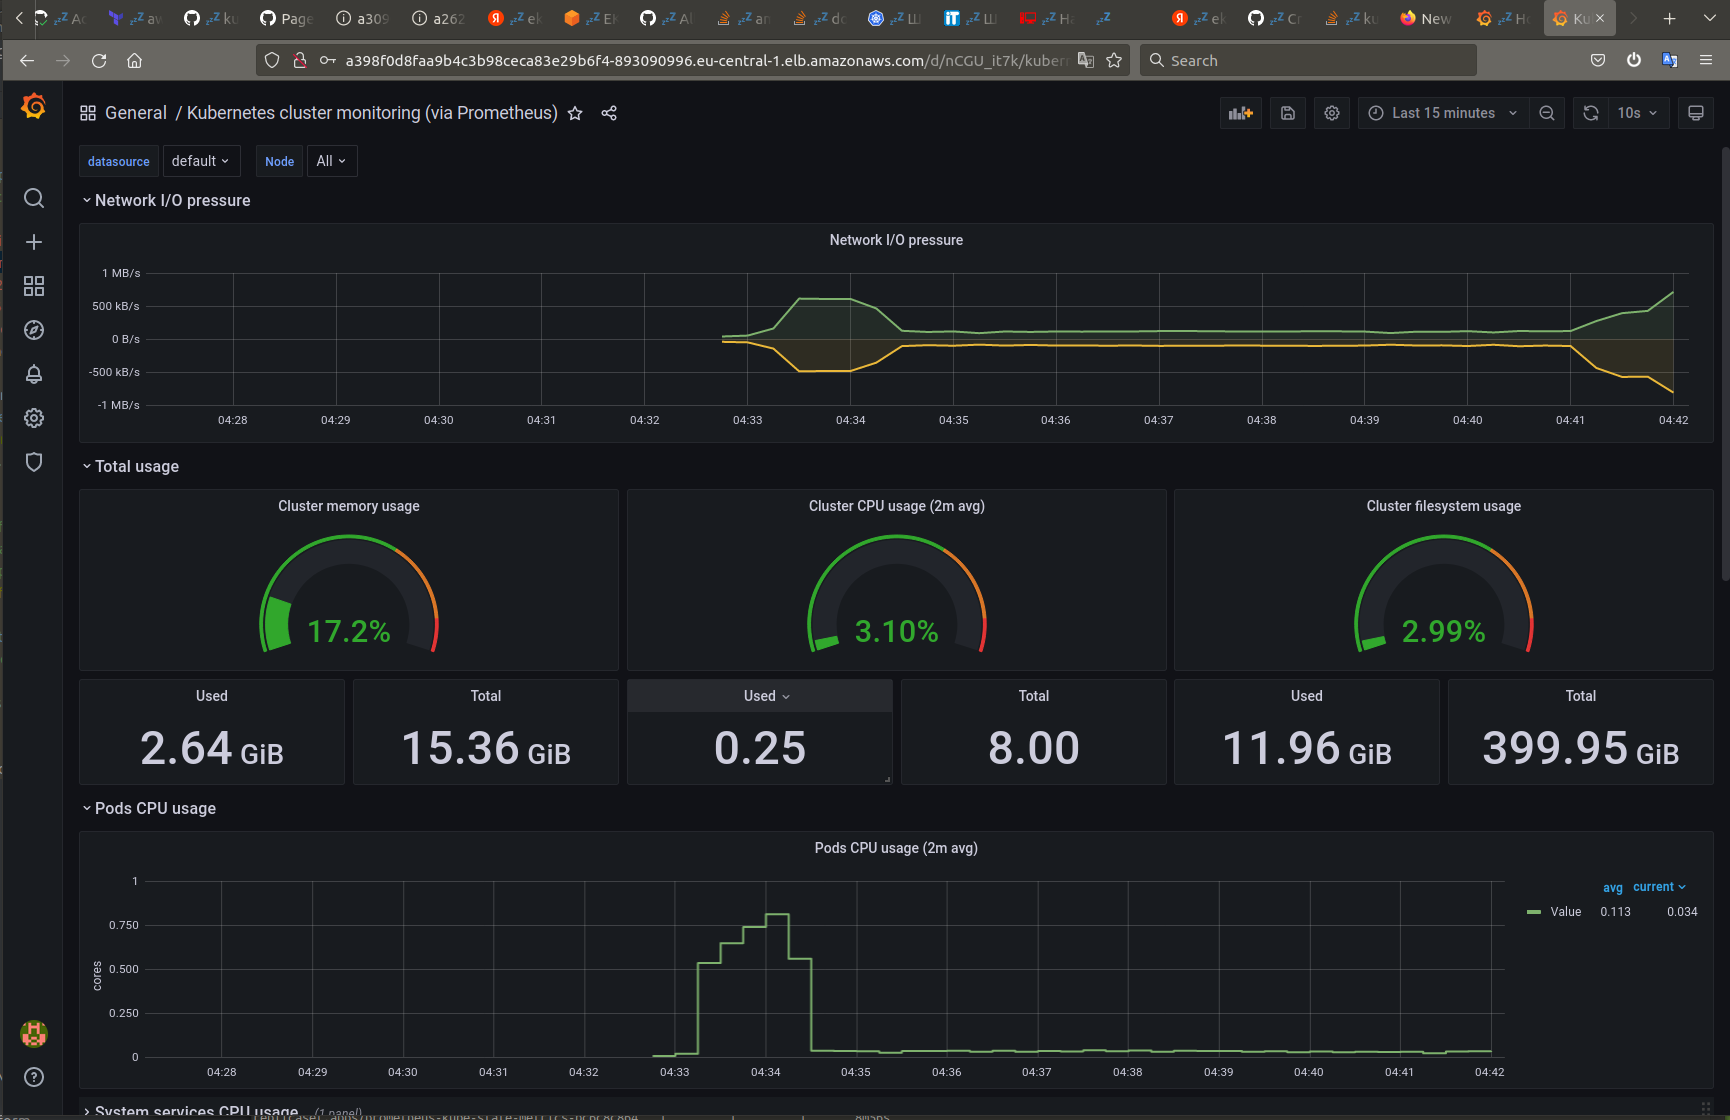 Ac
aw
ku
Page
a309
a262
ek
EK
Al
an
do
Ш
Ш
На
ek
Cr
ku
New
Ho
Ku
a398f0d8faa9b4c3b98ceca83e29b6f4-893090996.eu-central-1.elb.amazonaws.com/d/nCGU_it7k/kubern
Search
General / Kubernetes cluster monitoring (via Prometheus)
Last 15 minutes
10s
datasource default Node All
Network I/O pressure
Network I/O pressure
1 MB/s
500 kB/s
0 B/s
-500 kB/s
-1 MB/s
04:28 04:29 04:30 04:31 04:32 04:33 04:34 04:35 04:36 04:37 04:38 04:39 04:40 04:41 04:42
Total usage
Cluster memory usage
17.2%
Cluster CPU usage (2m avg)
3.10%
Cluster filesystem usage
2.99%
Used
2.64 GiB
Total
15.36 GiB
Used
0.25
Total
8.00
Used
11.96 GiB
Total
399.95 GiB
Pods CPU usage
Pods CPU usage (2m avg)
cores
1
0.750
0.500
0.250
0
04:28 04:29 04:30 04:31 04:32 04:33 04:34 04:35 04:36 04:37 04:38 04:39 04:40 04:41 04:42
avg current
Value 0.113 0.034
System services CPU usage (1 panel)